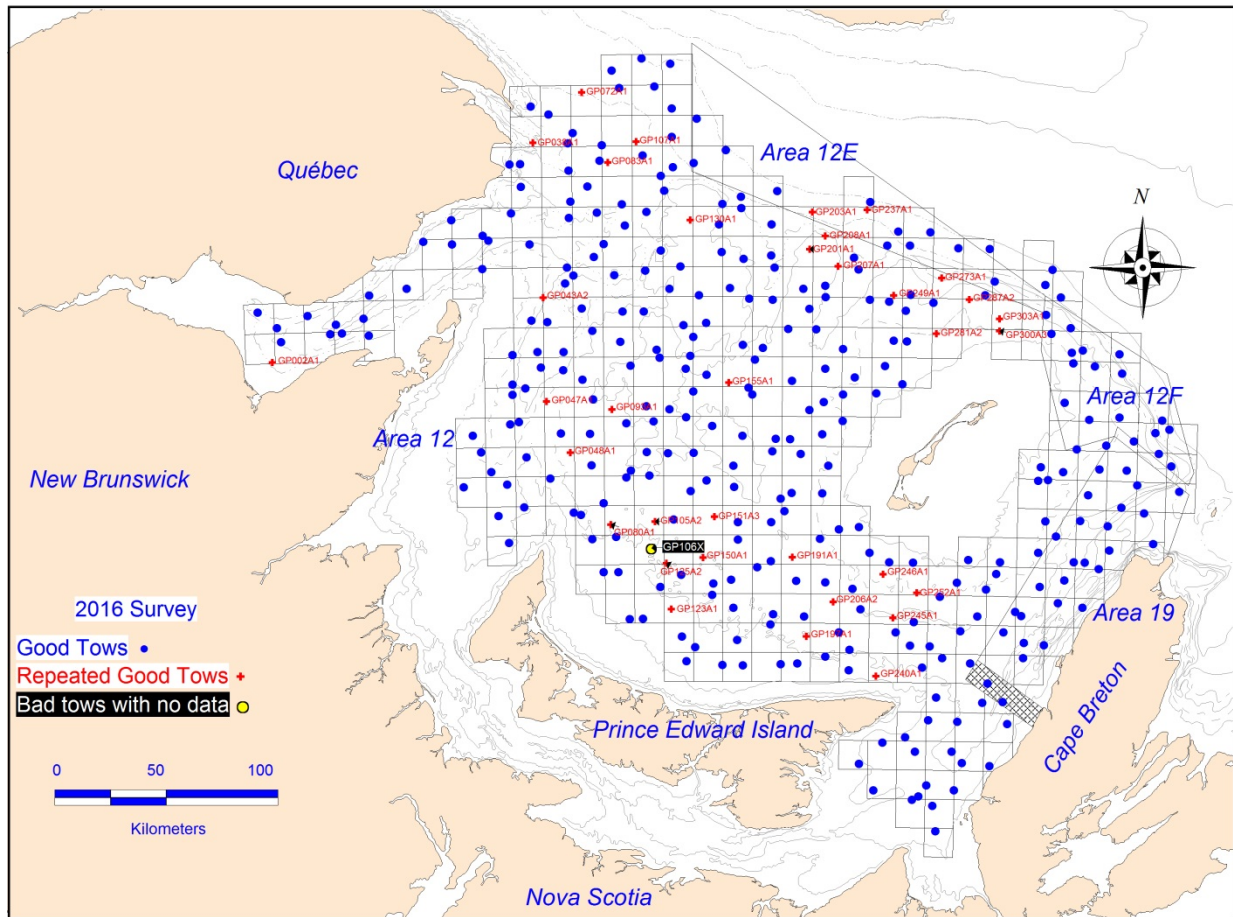 GP072A1
GP107A1
GP083A1
Area 12E
Québec
N
GP203A1
GP237A1
GP130A1
GP208A1
GP201A1
GP207A1
GP273A1
GP249A1
GP287A2
GP043A2
GP303A1
GP300A3
GP281A2
GP002A1
GP155A1
Area 12F
Area 12
New Brunswick
GP048A1
GP151A3
GP080A1
GP106X
GP150A1
GP191A1
GP246A1
GP206A2
GP123A1
GP245A1
Area 19
2016 Survey
Good Tows
Repeated Good Tows
Bad tows with no data
GP240A1
Cape Breton
Prince Edward Island
0 50 100
Kilometers
Nova Scotia